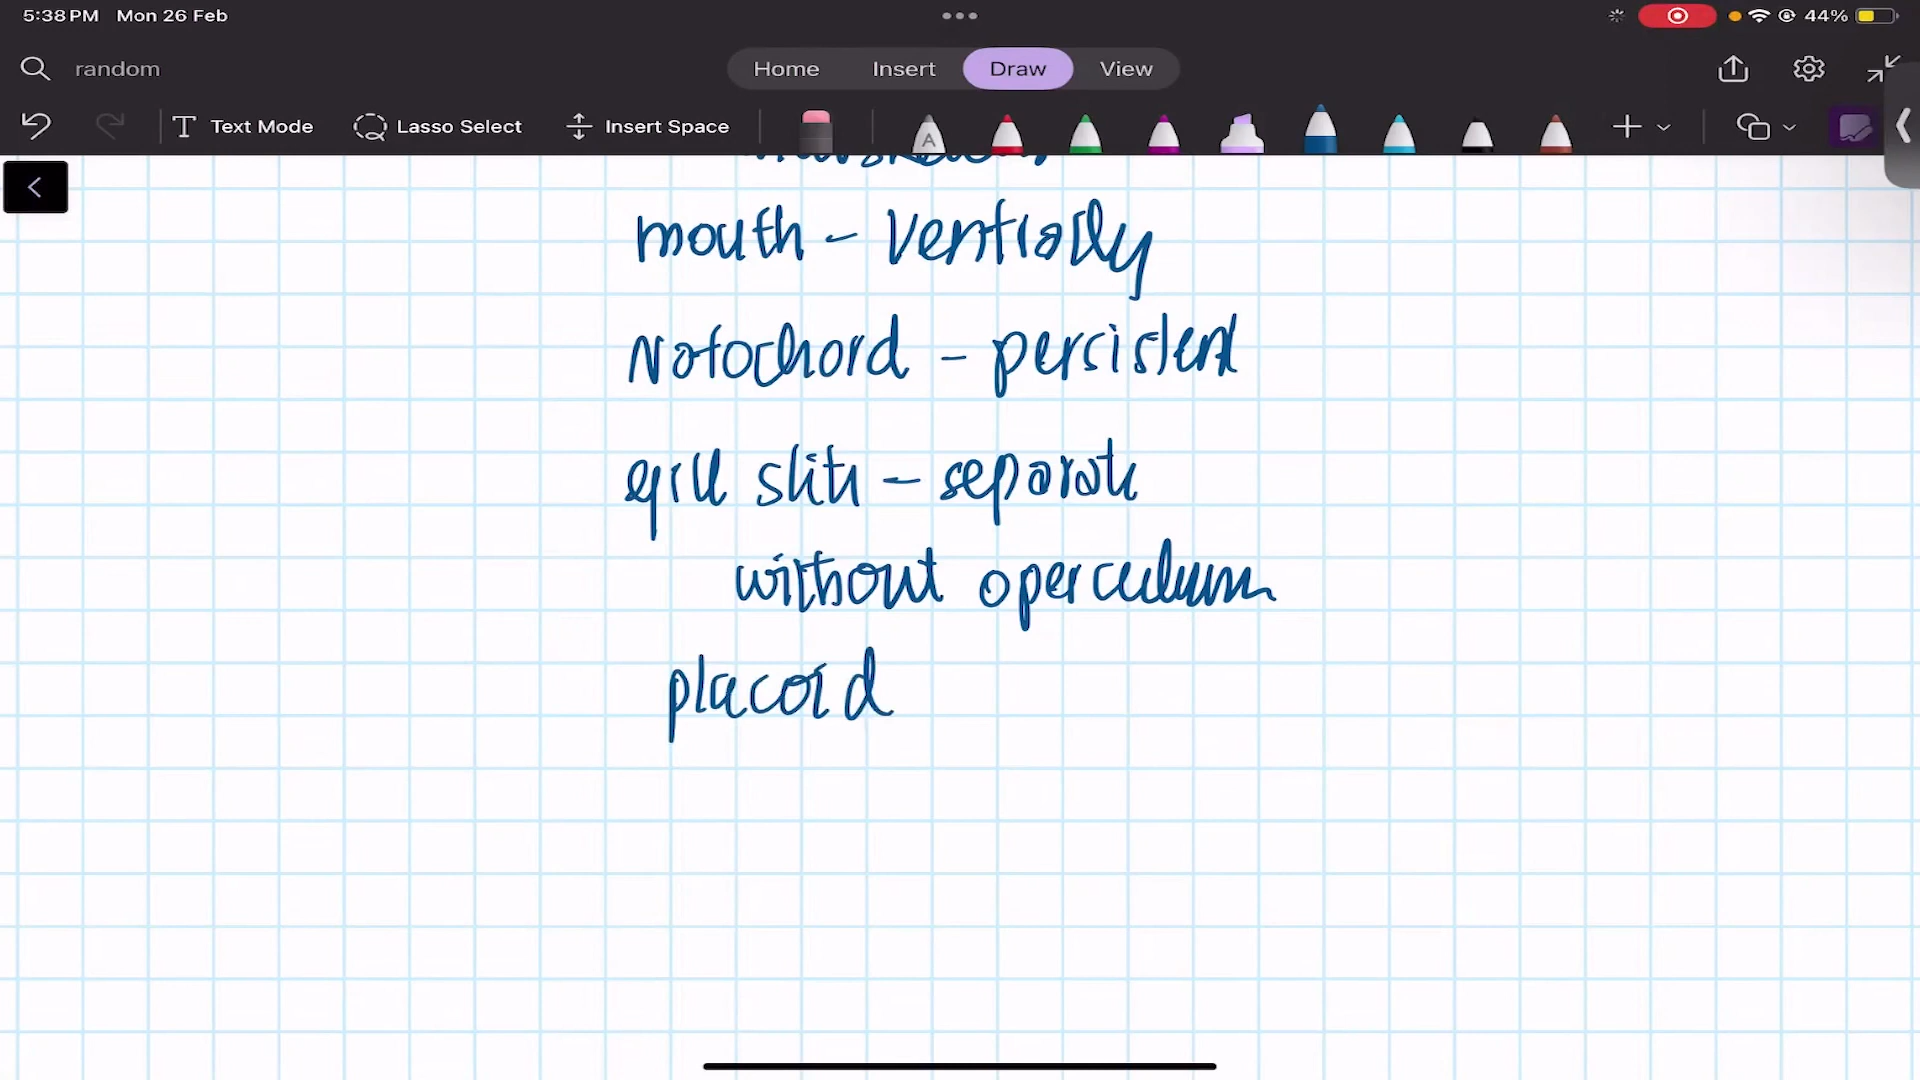 5:38 PM Mon 26 Feb 44%
random Home Insert Draw View
Text Mode Lasso Select Insert Space A
mouth - Ventrally
Notochord - persistent
gill slits - separate
without operculum
placoid